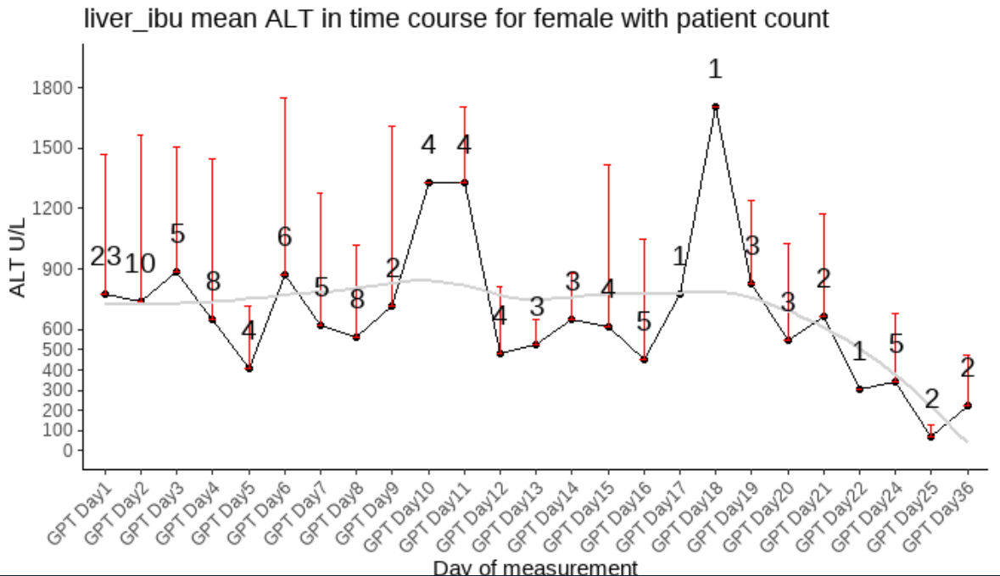 liver_ibu mean ALT in time course for female with patient count
ALT U/L
1800
1500
1200
900
600
500
400
300
200
100
0
23
10
5
8
4
6
5
8
2
4
4
4
3
3
4
5
1
1
3
3
2
1
5
2
2
GPT Day1
GPT Day2
GPT Day3
GPT Day4
GPT Day5
GPT Day6
GPT Day7
GPT Day8
GPT Day9
GPT Day10
GPT Day11
GPT Day12
GPT Day13
GPT Day14
GPT Day15
GPT Day16
GPT Day17
GPT Day18
GPT Day19
GPT Day20
GPT Day21
GPT Day22
GPT Day24
GPT Day25
GPT Day36
Day of measurement